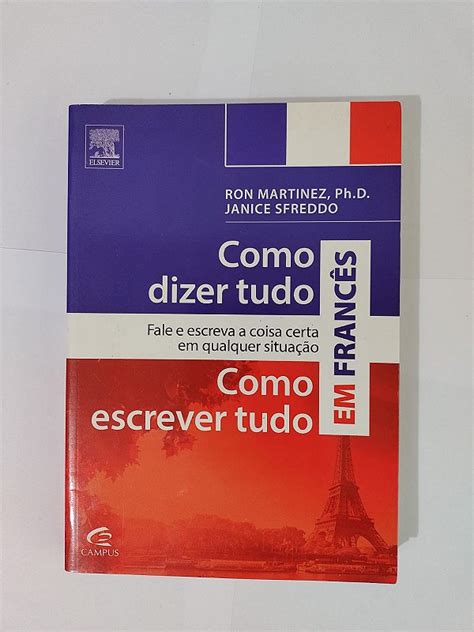 ELSEVIER
RON MARTINEZ, Ph.D.
JANICE SFREDDO
Como
dizer tudo
Fale e escreva a coisa certa
em qualquer situação
Como
escrever tudo
EM FRANCÊS
CAMPUS